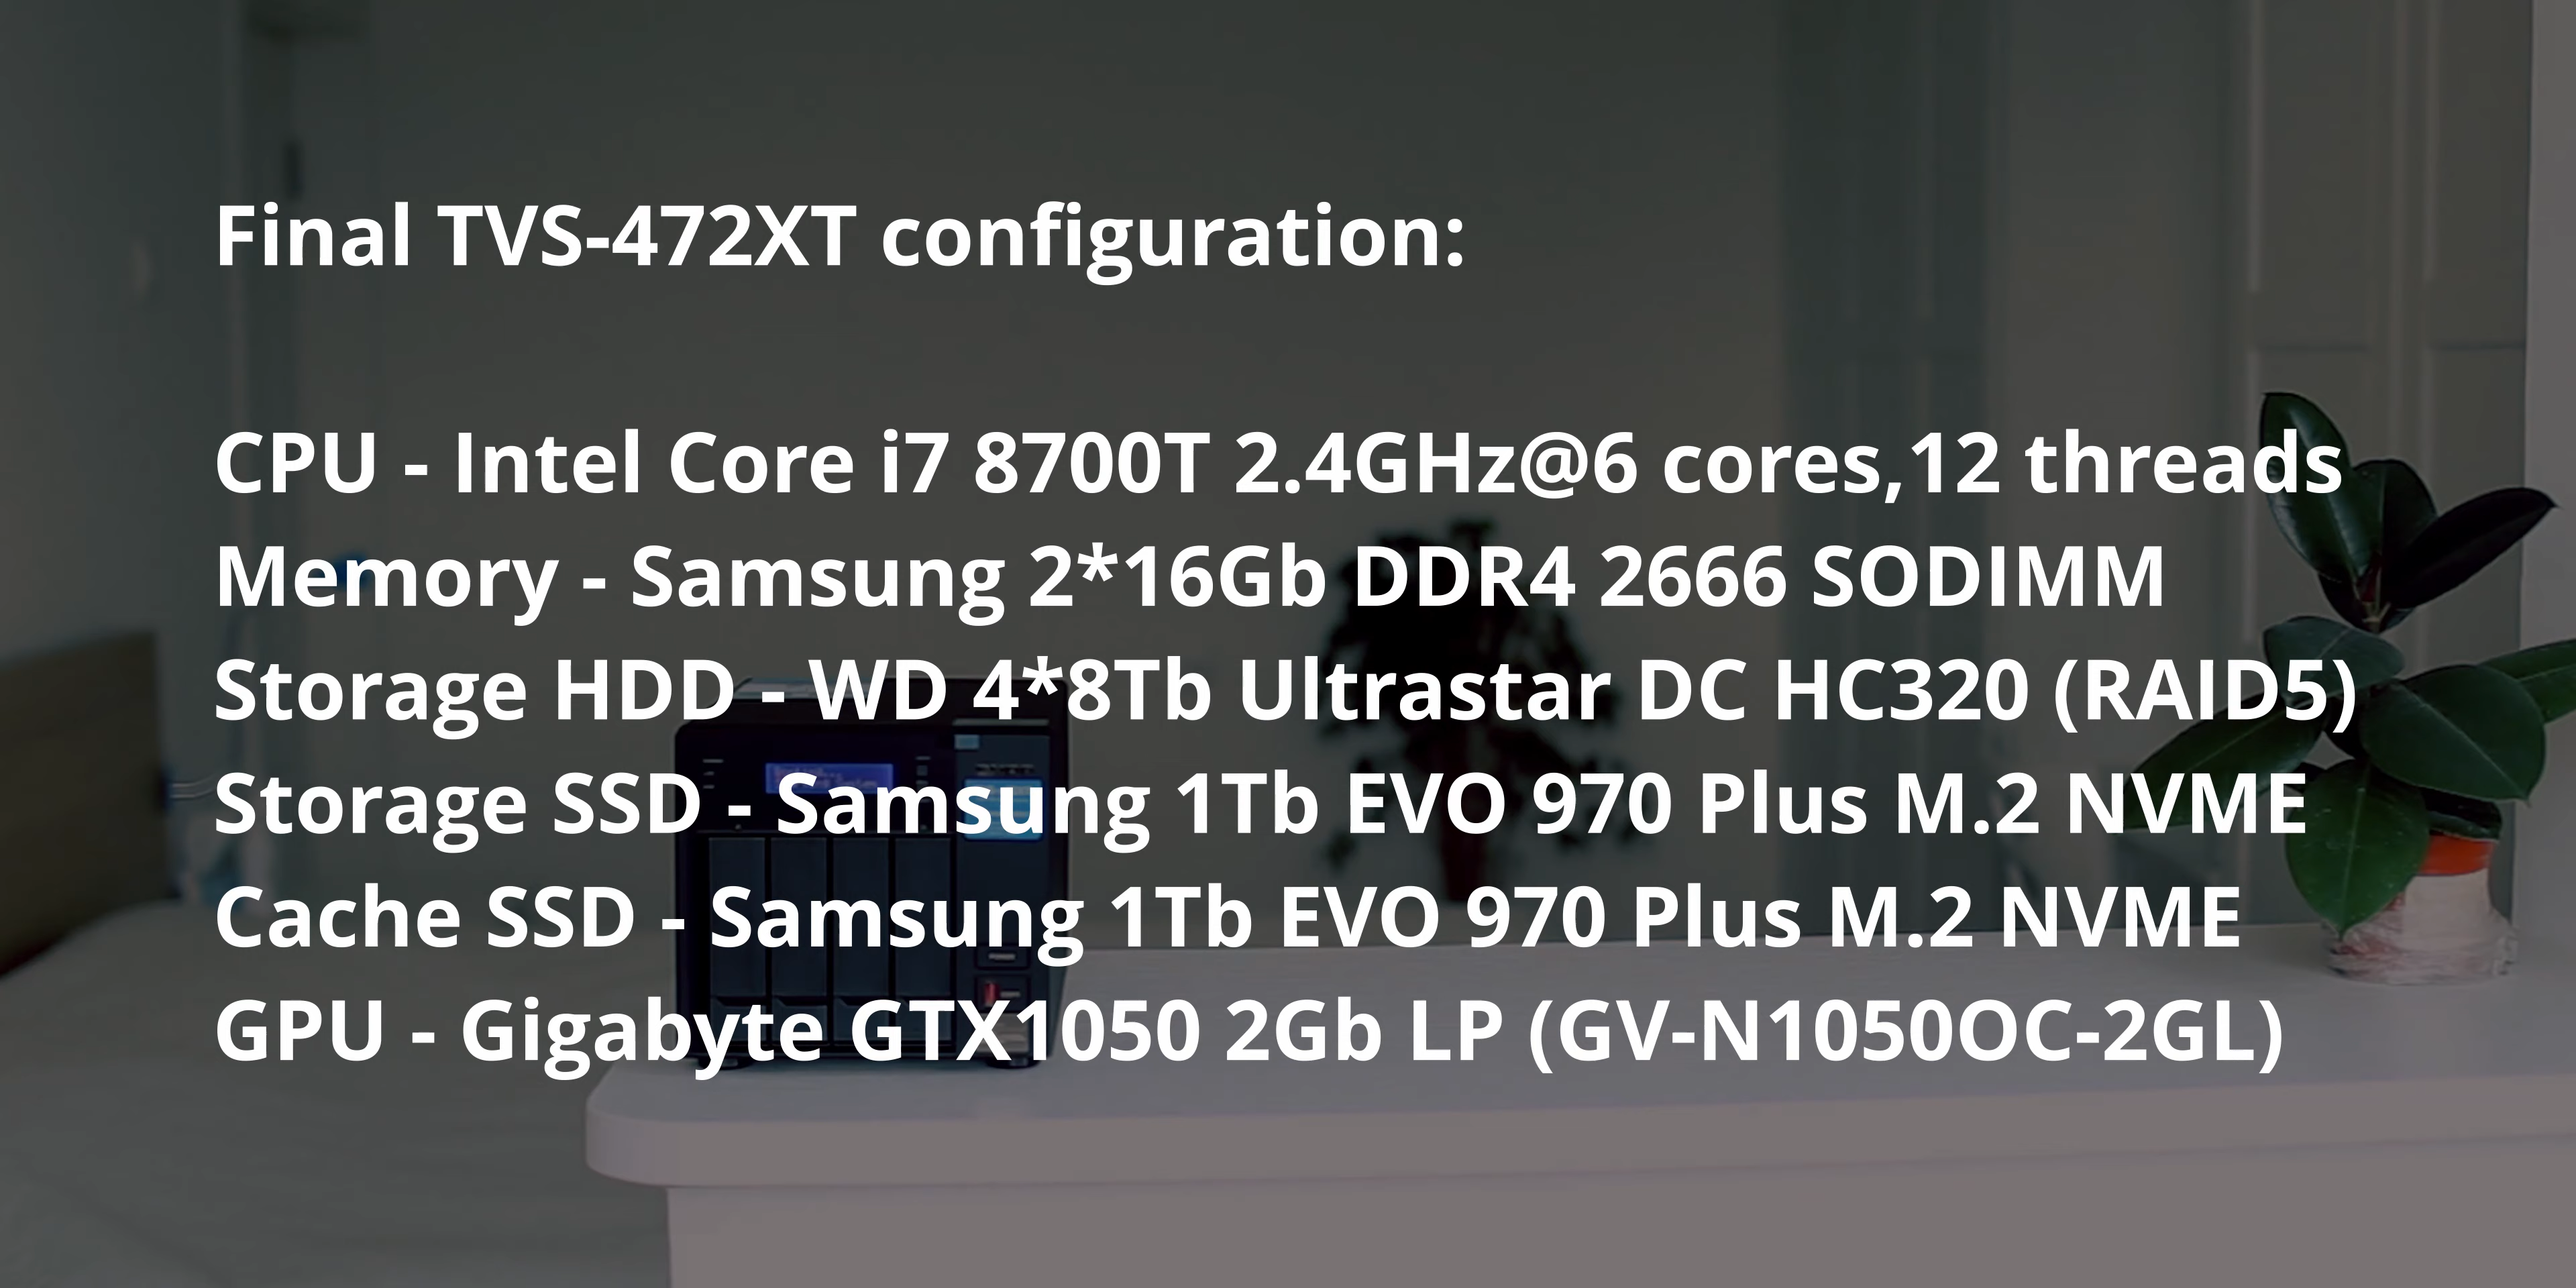 Final TVS-472XT configuration:
CPU - Intel Core i7 8700T 2.4GHz@6 cores,12 threads
Memory - Samsung 2*16Gb DDR4 2666 SODIMM
Storage HDD - WD 4*8Tb Ultrastar DC HC320 (RAID5)
Storage SSD - Samsung 1Tb EVO 970 Plus M.2 NVME
Cache SSD - Samsung 1Tb EVO 970 Plus M.2 NVME
GPU - Gigabyte GTX1050 2Gb LP (GV-N1050OC-2GL)